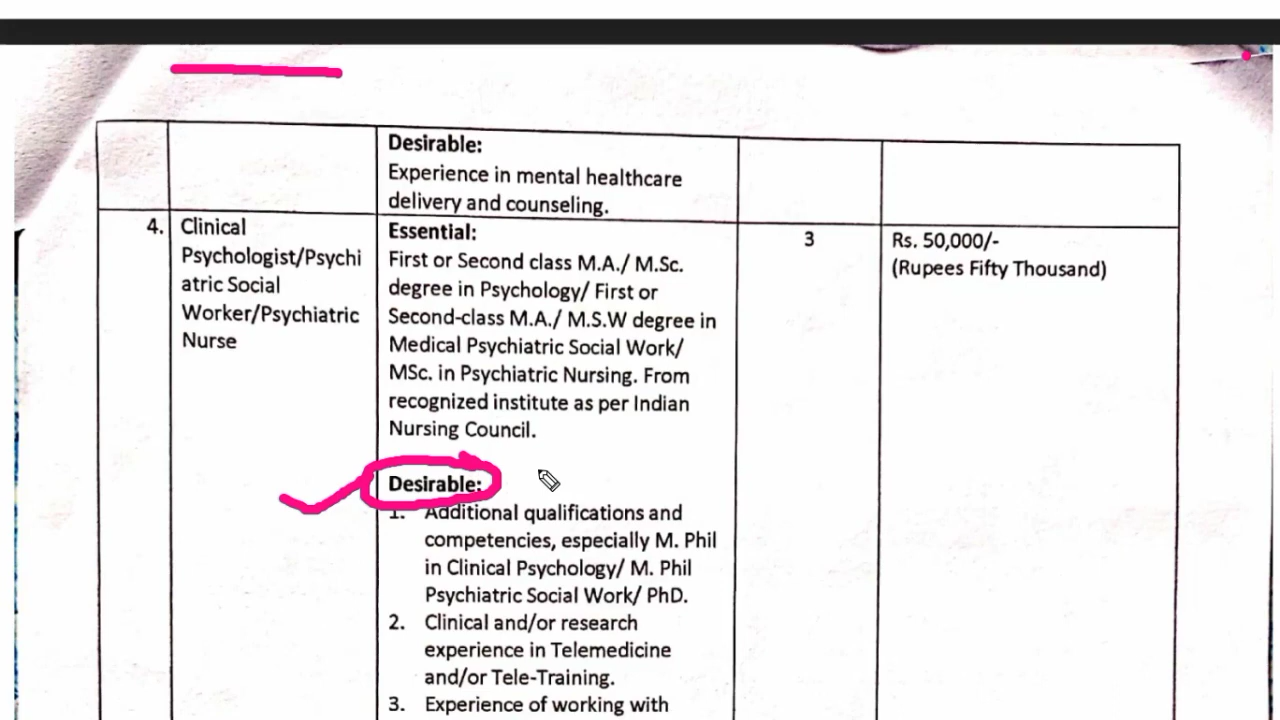 Desirable:
Experience in mental healthcare
delivery and counseling.
4.
Clinical
Psychologist/Psychi
atric Social
Worker/Psychiatric
Nurse
Essential:
First or Second class M.A./ M.Sc.
degree in Psychology/ First or
Second-class M.A./ M.S.W degree in
Medical Psychiatric Social Work/
MSc. in Psychiatric Nursing. From
recognized institute as per Indian
Nursing Council.
Desirable:
1. Additional qualifications and
competencies, especially M. Phil
in Clinical Psychology/ M. Phil
Psychiatric Social Work/ PhD.
2. Clinical and/or research
experience in Telemedicine
and/or Tele-Training.
3. Experience of working with
3
Rs. 50,000/-
(Rupees Fifty Thousand)